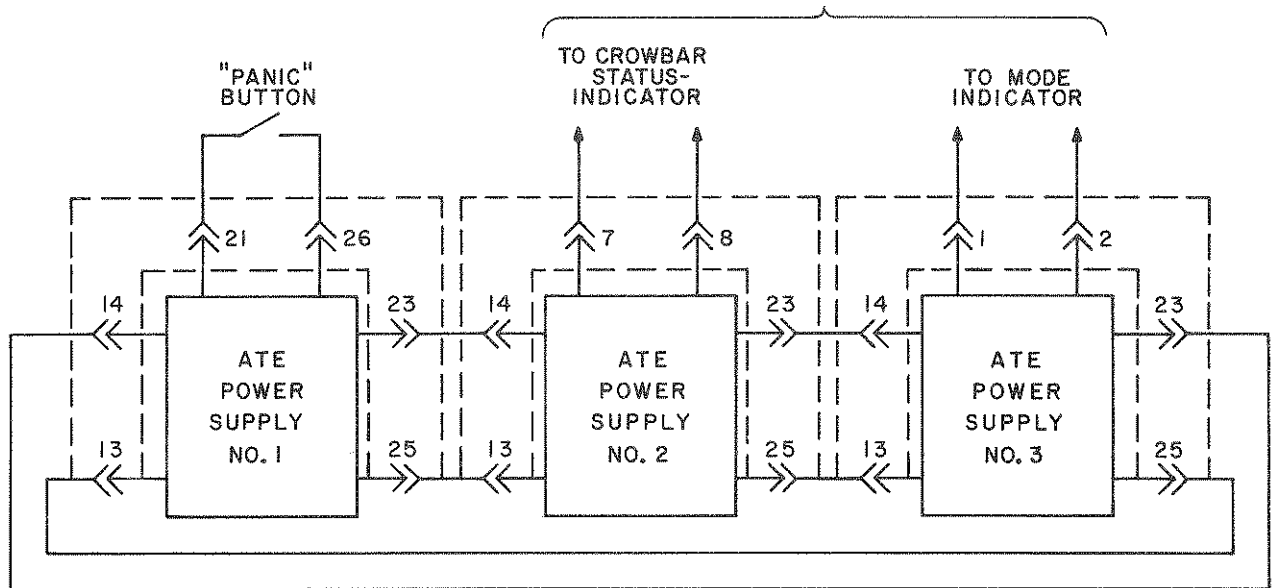 TO CROWBAR
STATUS-
INDICATOR
TO MODE
INDICATOR
"PANIC"
BUTTON
21 26 7 8 1 2
14 23 14 23 14 23
ATE
POWER
SUPPLY
NO. 1
ATE
POWER
SUPPLY
NO. 2
ATE
POWER
SUPPLY
NO. 3
13 25 13 25 13 25